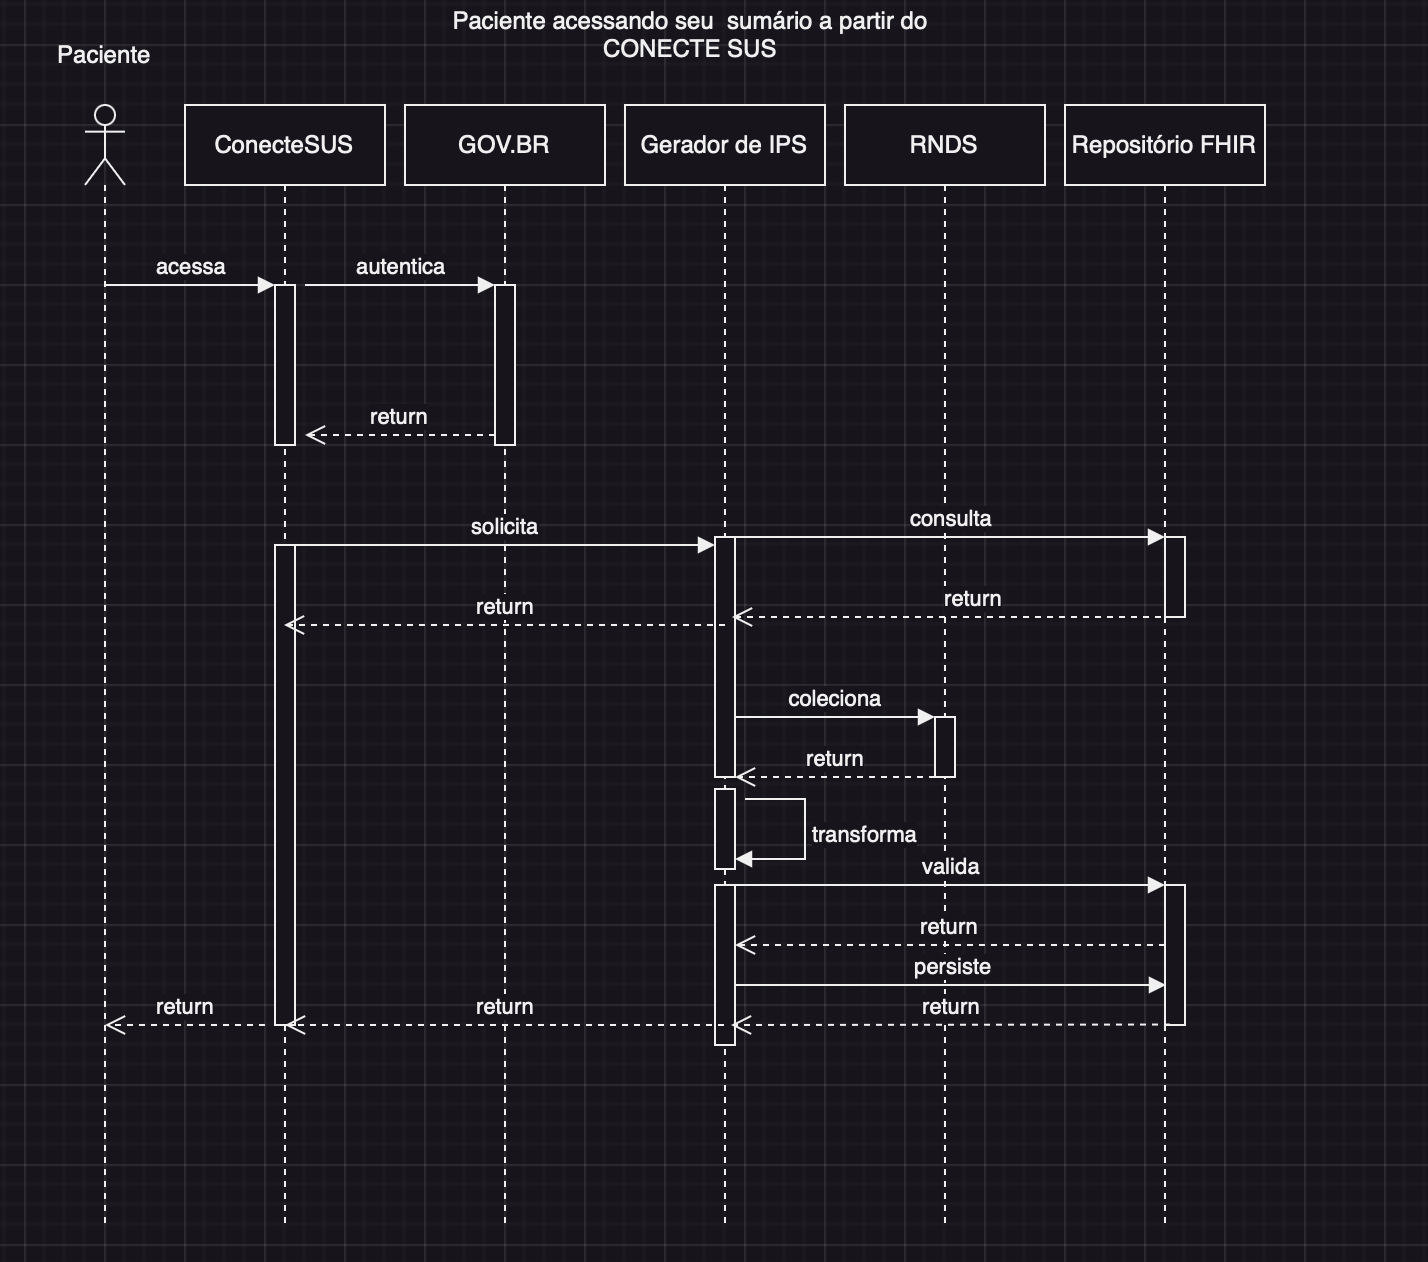 Paciente acessando seu sumário a partir do
CONECTE SUS
Paciente
ConecteSUS
GOV.BR
Gerador de IPS
RNDS
Repositório FHIR
acessa
autentica
return
solicita
consulta
return
return
coleciona
return
transforma
valida
return
persiste
return
return
return